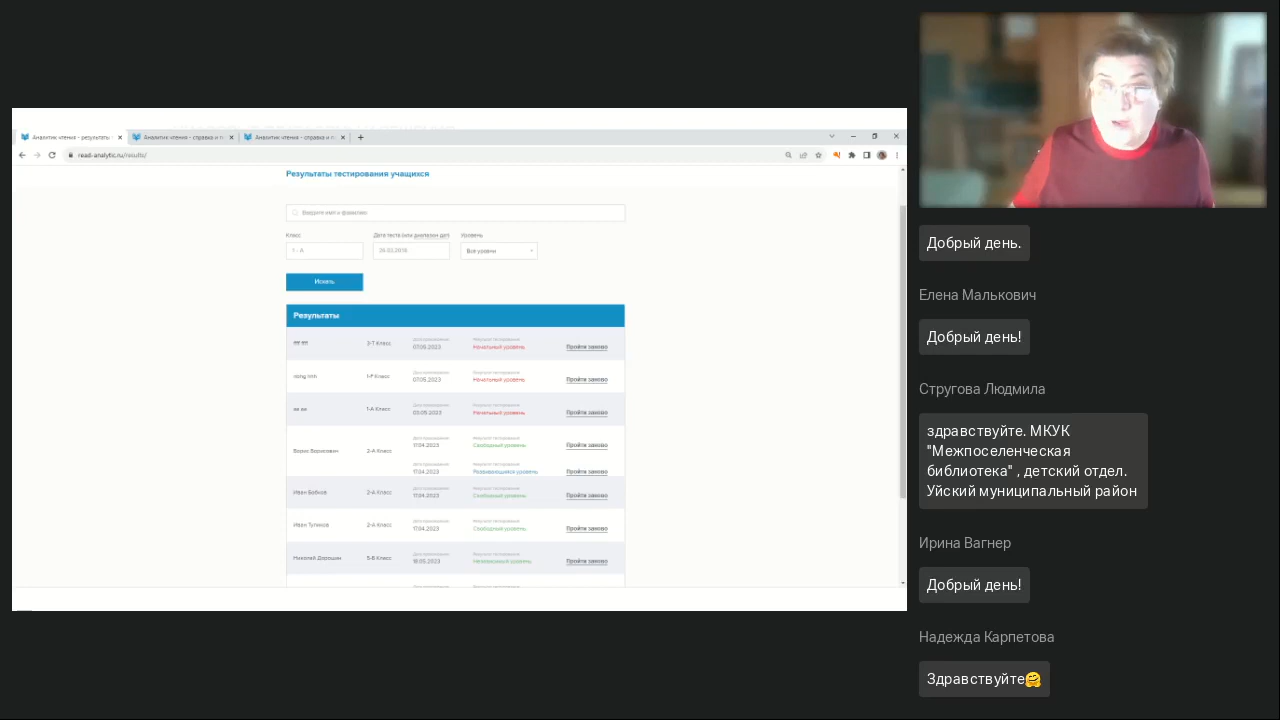 Аналитик чтения - результаты
Аналитик чтения - справка и п
Аналитик чтения - справка и п
read-analytic.ru/results/
Результаты тестирования учащихся
Введите имя и фамилию
Класс
Дата теста (или диапазон дат)
Уровень
1 - А
26.02.2018
Все уровни
Искать
Результаты
3-Т Класс
07.05.2023
Начальный уровень
Пройти заново
1-Р Класс
07.05.2023
Начальный уровень
Пройти заново
1-А Класс
03.05.2023
Начальный уровень
Пройти заново
Борис Борисович
2-А Класс
17.04.2023
Свободный уровень
Пройти заново
17.04.2023
Развивающийся уровень
Пройти заново
Иван Бобков
2-А Класс
17.04.2023
Свободный уровень
Пройти заново
Иван Тупиков
2-А Класс
17.04.2023
Свободный уровень
Пройти заново
Николай Дорошин
5-В Класс
18.05.2023
Пройти заново
Добрый день.
Елена Малькович
Добрый день!
Стругова Людмила
здравствуйте. МКУК
"Межпоселенческая
библиотека" , детский отдел.
Уйский муниципальный район
Ирина Вагнер
Добрый день!
Надежда Карпетова
Здравствуйте🤗